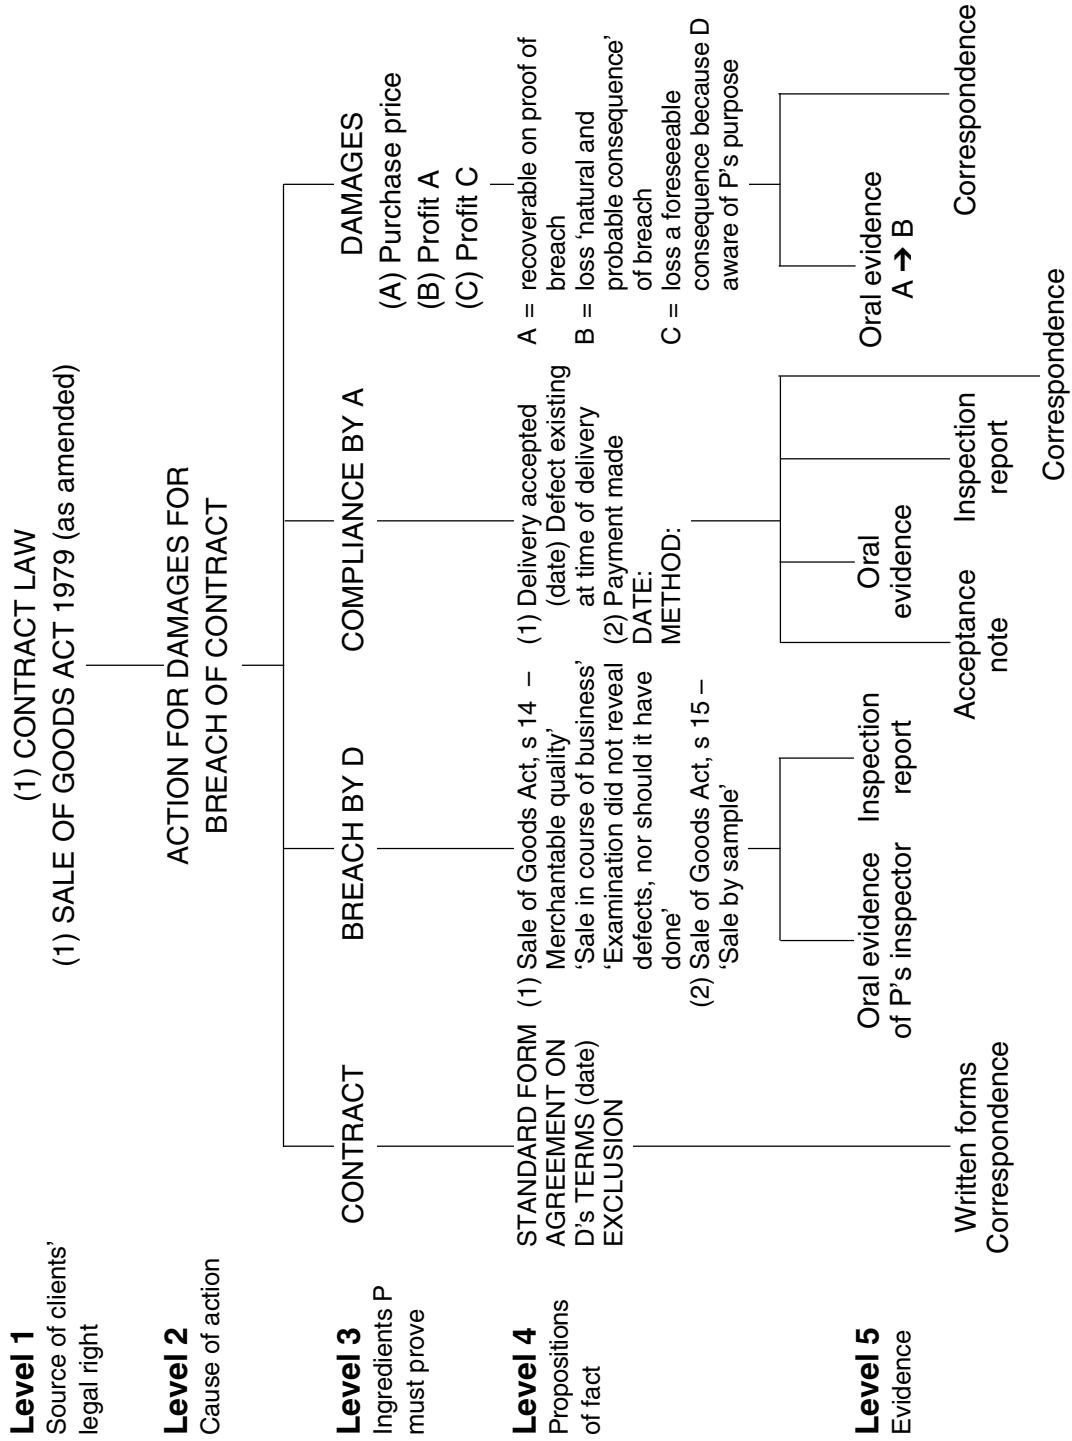 Level 1
Source of clients'
legal right
(1) CONTRACT LAW
(1) SALE OF GOODS ACT 1979 (as amended)
Level 2
Cause of action
ACTION FOR DAMAGES FOR
BREACH OF CONTRACT
Level 3
Ingredients P
must prove
CONTRACT
BREACH BY D
COMPLIANCE BY A
DAMAGES
(A) Purchase price
(B) Profit A
(C) Profit C
Level 4
Propositions
of fact
STANDARD FORM
AGREEMENT ON
D's TERMS (date)
EXCLUSION
(1) Sale of Goods Act, s 14 –
Merchantable quality’
‘Sale in course of business’
‘Examination did not reveal
defects, nor should it have
done’
(2) Sale of Goods Act, s 15 –
‘Sale by sample’
(1) Delivery accepted
(date) Defect existing
at time of delivery
(2) Payment made
DATE:
METHOD:
A = recoverable on proof of
breach
B = loss ‘natural and
probable consequence’
of breach
C = loss a foreseeable
consequence because D
aware of P's purpose
Level 5
Evidence
Written forms
Correspondence
Oral evidence
of P's inspector
Inspection
report
Acceptance
note
Oral
evidence
Inspection
report
Correspondence
Oral evidence
A → B
Correspondence